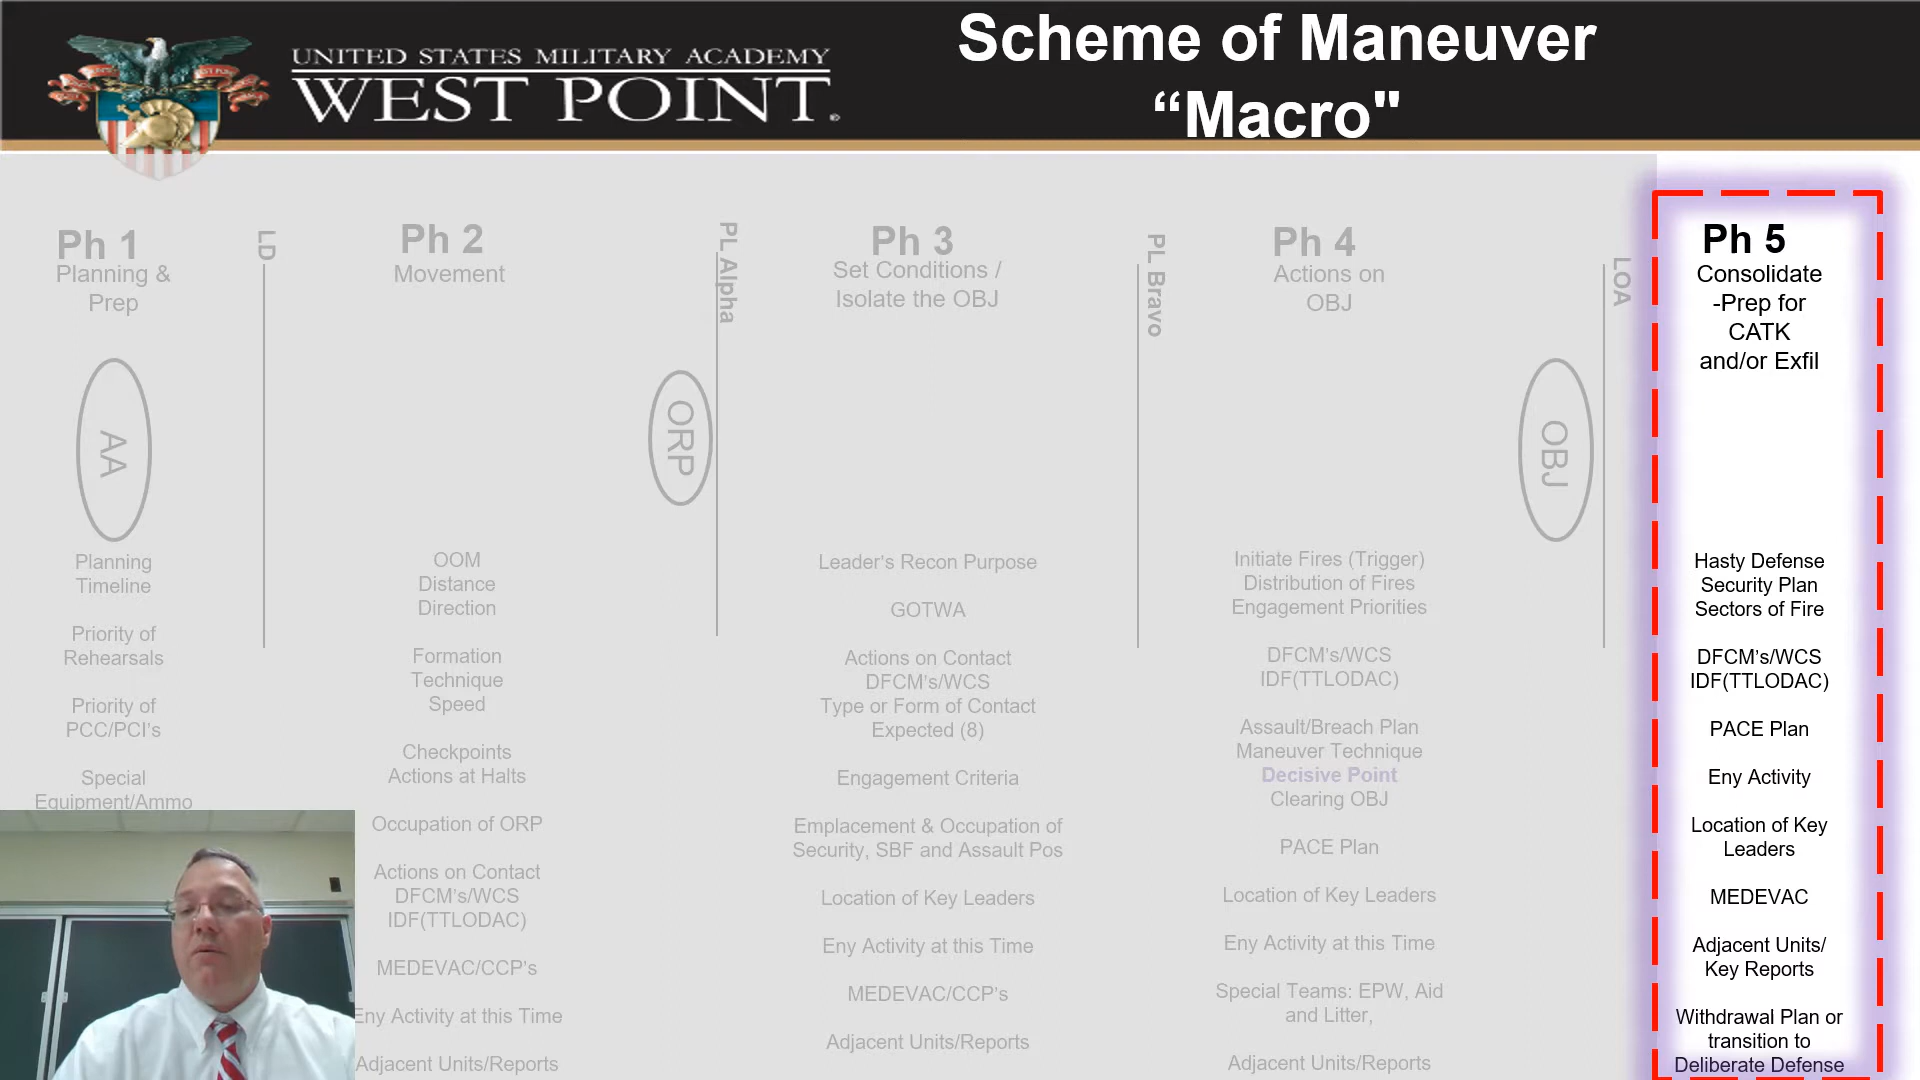 UNITED STATES MILITARY ACADEMY
WEST POINT
Scheme of Maneuver
“Macro"
Ph 1
Planning &
Prep
AA
Planning
Timeline
Priority of
Rehearsals
Priority of
PCC/PCI's
Special
Equipment/Ammo
LD
Ph 2
Movement
OOM
Distance
Direction
Formation
Technique
Speed
Checkpoints
Actions at Halts
Occupation of ORP
Actions on Contact
DFCM's/WCS
IDF(TTLODAC)
MEDEVAC/CCP's
Eny Activity at this Time
Adjacent Units/Reports
ORP
PL Alpha
Ph 3
Set Conditions /
Isolate the OBJ
Leader's Recon Purpose
GOTWA
Actions on Contact
DFCM's/WCS
Type or Form of Contact
Expected (8)
Engagement Criteria
Emplacement & Occupation of
Security, SBF and Assault Pos
Location of Key Leaders
Eny Activity at this Time
MEDEVAC/CCP's
Adjacent Units/Reports
PL Bravo
Ph 4
Actions on
OBJ
Initiate Fires (Trigger)
Distribution of Fires
Engagement Priorities
DFCM's/WCS
IDF(TTLODAC)
Assault/Breach Plan
Maneuver Technique
Decisive Point
Clearing OBJ
PACE Plan
Location of Key Leaders
Eny Activity at this Time
Special Teams: EPW, Aid
and Litter,
Adjacent Units/Reports
OBJ
LOA
Ph 5
Consolidate
-Prep for
CATK
and/or Exfil
Hasty Defense
Security Plan
Sectors of Fire
DFCM's/WCS
IDF(TTLODAC)
PACE Plan
Eny Activity
Location of Key
Leaders
MEDEVAC
Adjacent Units/
Key Reports
Withdrawal Plan or
transition to
Deliberate Defense